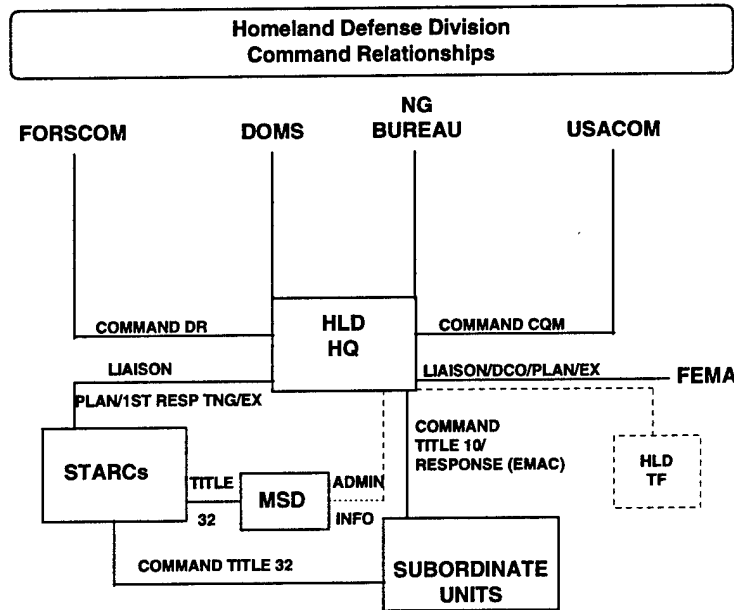 Homeland Defense Division
Command Relationships
FORSCOM
DOMS
NG
BUREAU
USACOM
COMMAND DR
HLD
HQ
COMMAND CQM
LIAISON
LIAISON/DCO/PLAN/EX
FEMA
PLAN/1ST RESP TNG/EX
COMMAND
TITLE 10/
RESPONSE (EMAC)
STARCs
TITLE
32
MSD
ADMIN
INFO
HLD
TF
COMMAND TITLE 32
SUBORDINATE
UNITS